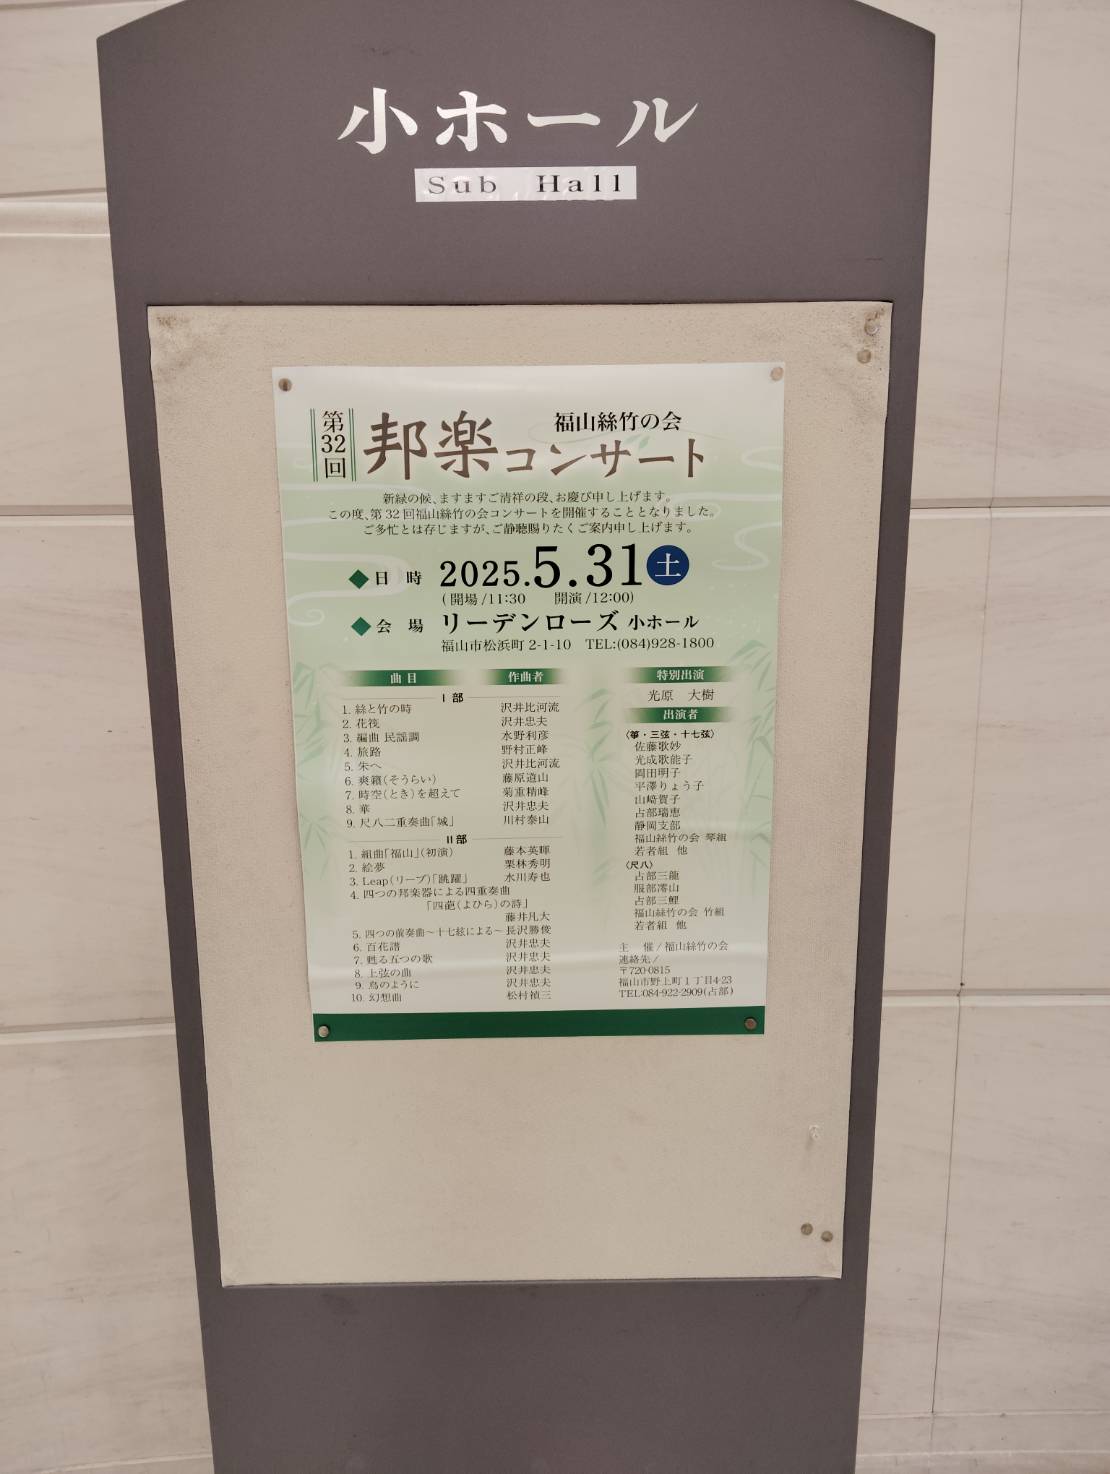 小ホール
Sub Hall
第32回
福山絲竹の会
邦楽コンサート
新緑の候、ますますご清祥の段、お慶び申し上げます。
この度、第32回福山絲竹の会コンサートを開催することとなりました。
ご多忙とは存じますが、ご静聴賜りたくご案内申し上げます。
◆日 時 2025.5.31 土
(開場/11:30 開演/12:00)
◆会 場 リーデンローズ 小ホール
福山市松浜町2-1-10 TEL:(084)928-1800
曲目 作曲者
I部
1. 絲と竹の時 沢井比河流
2. 花筏 沢井忠夫
3. 編曲 民謡調 水野利彦
4. 旅路 野村正峰
5. 朱へ 沢井比河流
6. 爽籟(そうらい) 藤原道山
7. 時空(とき)を超えて 菊重精峰
8. 華 沢井忠夫
9. 尺八二重奏曲「城」 川村泰山
II部
1. 組曲「福山」(初演) 藤本英暉
2. 絵夢 栗林秀明
3. Leap(リープ)「跳躍」 水川寿也
4. 四つの邦楽器による四重奏曲
「四葩(よひら)の詩」
藤井凡大
5. 四つの前奏曲～十七絃による～ 長沢勝俊
6. 百花譜 沢井忠夫
7. 甦る五つの歌 沢井忠夫
8. 上弦の曲 沢井忠夫
9. 鳥のように 沢井忠夫
10. 幻想曲 松村禎三
特別出演
光原 大樹
出演者
〈箏・三弦・十七弦〉
佐藤歌妙
光成歌能子
岡田明子
平澤りょう子
山﨑賀子
占部瑞恵
静岡支部
福山絲竹の会 琴組
若者組 他
〈尺八〉
占部三龍
服部澪山
占部三鯉
福山絲竹の会 竹組
若者組 他
主 催/福山絲竹の会
連絡先/
〒720-0815
福山市野上町1丁目4-23
TEL:084-922-2909(占部)